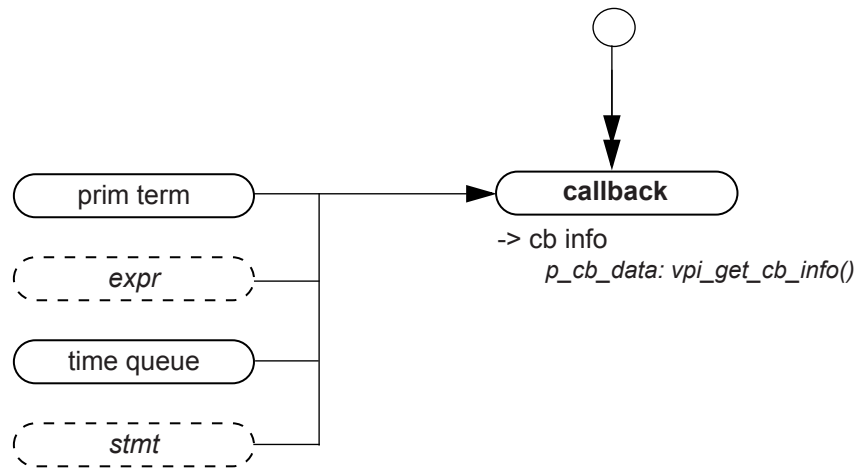 prim term
callback
-> cb info
p_cb_data: vpi_get_cb_info()
expr
time queue
stmt